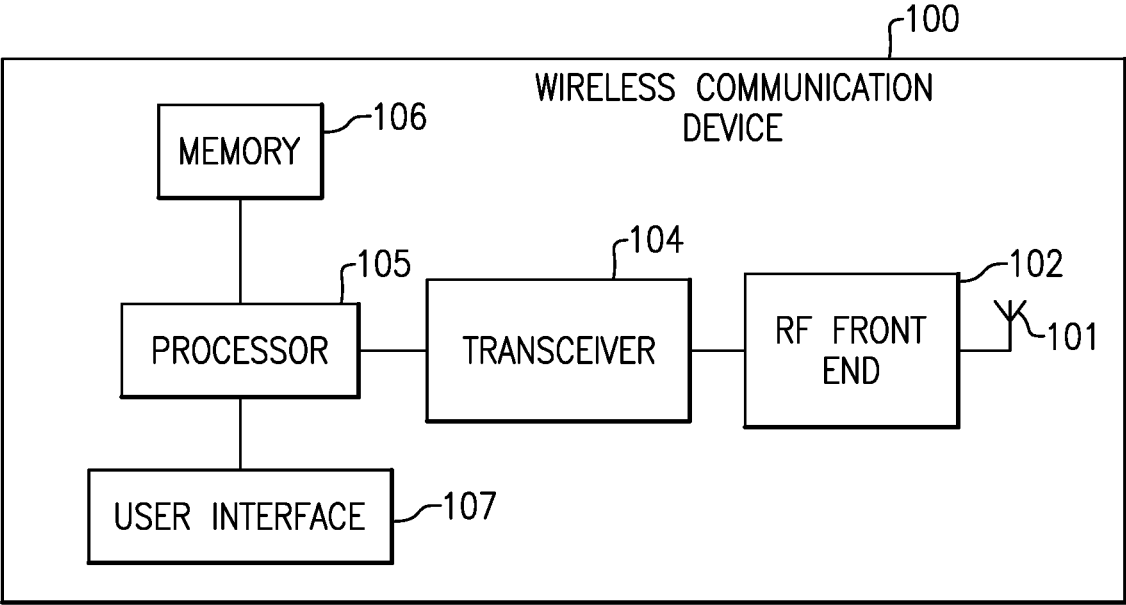 100
WIRELESS COMMUNICATION
DEVICE
106
MEMORY
105
PROCESSOR
104
TRANSCEIVER
102
RF FRONT
END
101
USER INTERFACE
107